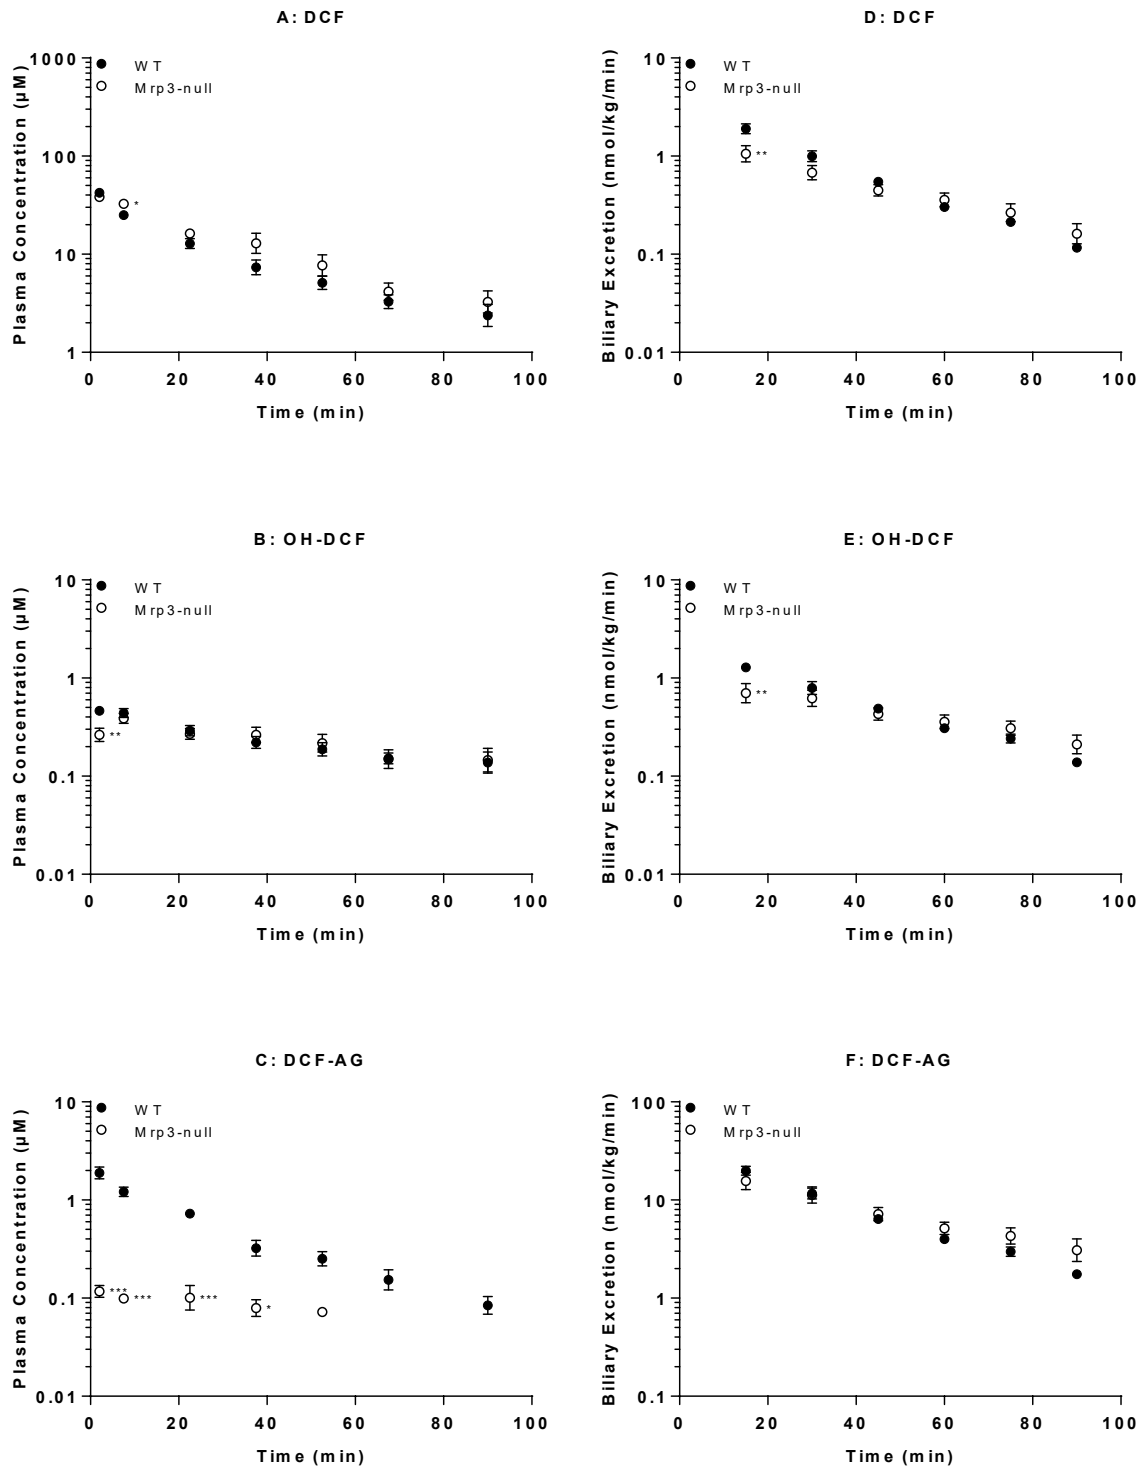 A: DCF
Plasma Concentration (µM)
1000
100
10
1
WT
Mrp3-null
*
0 20 40 60 80 100
Time (min)
D: DCF
Biliary Excretion (nmol/kg/min)
10
1
0.1
0.01
WT
Mrp3-null
**
0 20 40 60 80 100
Time (min)
B: OH-DCF
Plasma Concentration (µM)
10
1
0.1
0.01
WT
Mrp3-null
**
0 20 40 60 80 100
Time (min)
E: OH-DCF
Biliary Excretion (nmol/kg/min)
10
1
0.1
0.01
WT
Mrp3-null
**
0 20 40 60 80 100
Time (min)
C: DCF-AG
Plasma Concentration (µM)
10
1
0.1
0.01
WT
Mrp3-null
*** *** *** *
0 20 40 60 80 100
Time (min)
F: DCF-AG
Biliary Excretion (nmol/kg/min)
100
10
1
0.1
WT
Mrp3-null
0 20 40 60 80 100
Time (min)